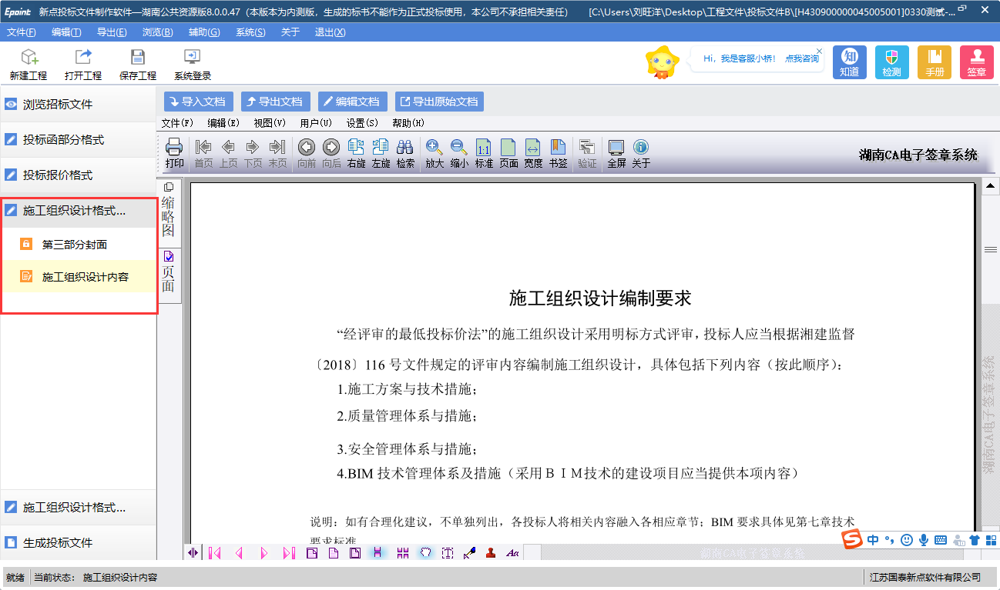 Epoint 新点投标文件制作软件—湖南公共资源版8.0.0.47（本版本为内测版，生成的标书不能作为正式投标使用，本公司不承担相关责任） [C:\Users\刘旺洋\Desktop\工程文件\投标文件B\[H430900000045005001]0330测试-...
文件(F) 编辑(T) 导出(E) 浏览(B) 辅助(G) 系统(S) 关于 退出(X)
新建工程 打开工程 保存工程 系统登录
Hi，我是客服小桥！ 点我咨询
知
知道 检测 手册 签章
浏览招标文件
投标函部分格式
投标报价格式
施工组织设计格式...
第三部分封面
施工组织设计内容
施工组织设计格式...
生成投标文件
导入文档 导出文档 编辑文档 导出原始文档
文件(F) 编辑(E) 视图(V) 用户(U) 设置(S) 帮助(H)
1:1
打印 首页 上页 下页 末页 向前 向后 右旋 左旋 检索 放大 缩小 标准 页面 宽度 书签 验证 全屏 关于
湖南CA电子签章系统
缩略图
页面
施工组织设计编制要求
“经评审的最低投标价法”的施工组织设计采用明标方式评审，投标人应当根据湘建监督
〔2018〕116 号文件规定的评审内容编制施工组织设计，具体包括下列内容（按此顺序）：
1.施工方案与技术措施；
2.质量管理体系与措施；
3.安全管理体系与措施；
4.BIM 技术管理体系及措施（采用ＢＩＭ技术的建设项目应当提供本项内容）
说明：如有合理化建议，不单独列出，各投标人将相关内容融入各相应章节；BIM 要求具体见第七章技术
要求标准
湖南CA电子签章系统
Aa
湖南CA电子签章系统
S 中
就绪 当前状态： 施工组织设计内容
江苏国泰新点软件有限公司